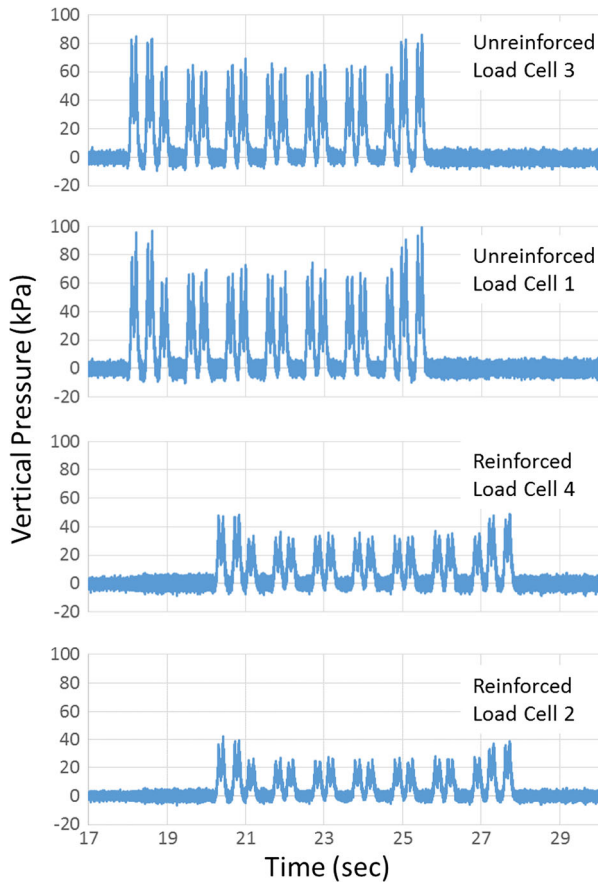 100
80
60
40
20
0
-20
Unreinforced
Load Cell 3
100
80
60
40
20
0
-20
Unreinforced
Load Cell 1
100
80
60
40
20
0
-20
Reinforced
Load Cell 4
100
80
60
40
20
0
-20
Reinforced
Load Cell 2
17 19 21 23 25 27 29
Vertical Pressure (kPa)
Time (sec)